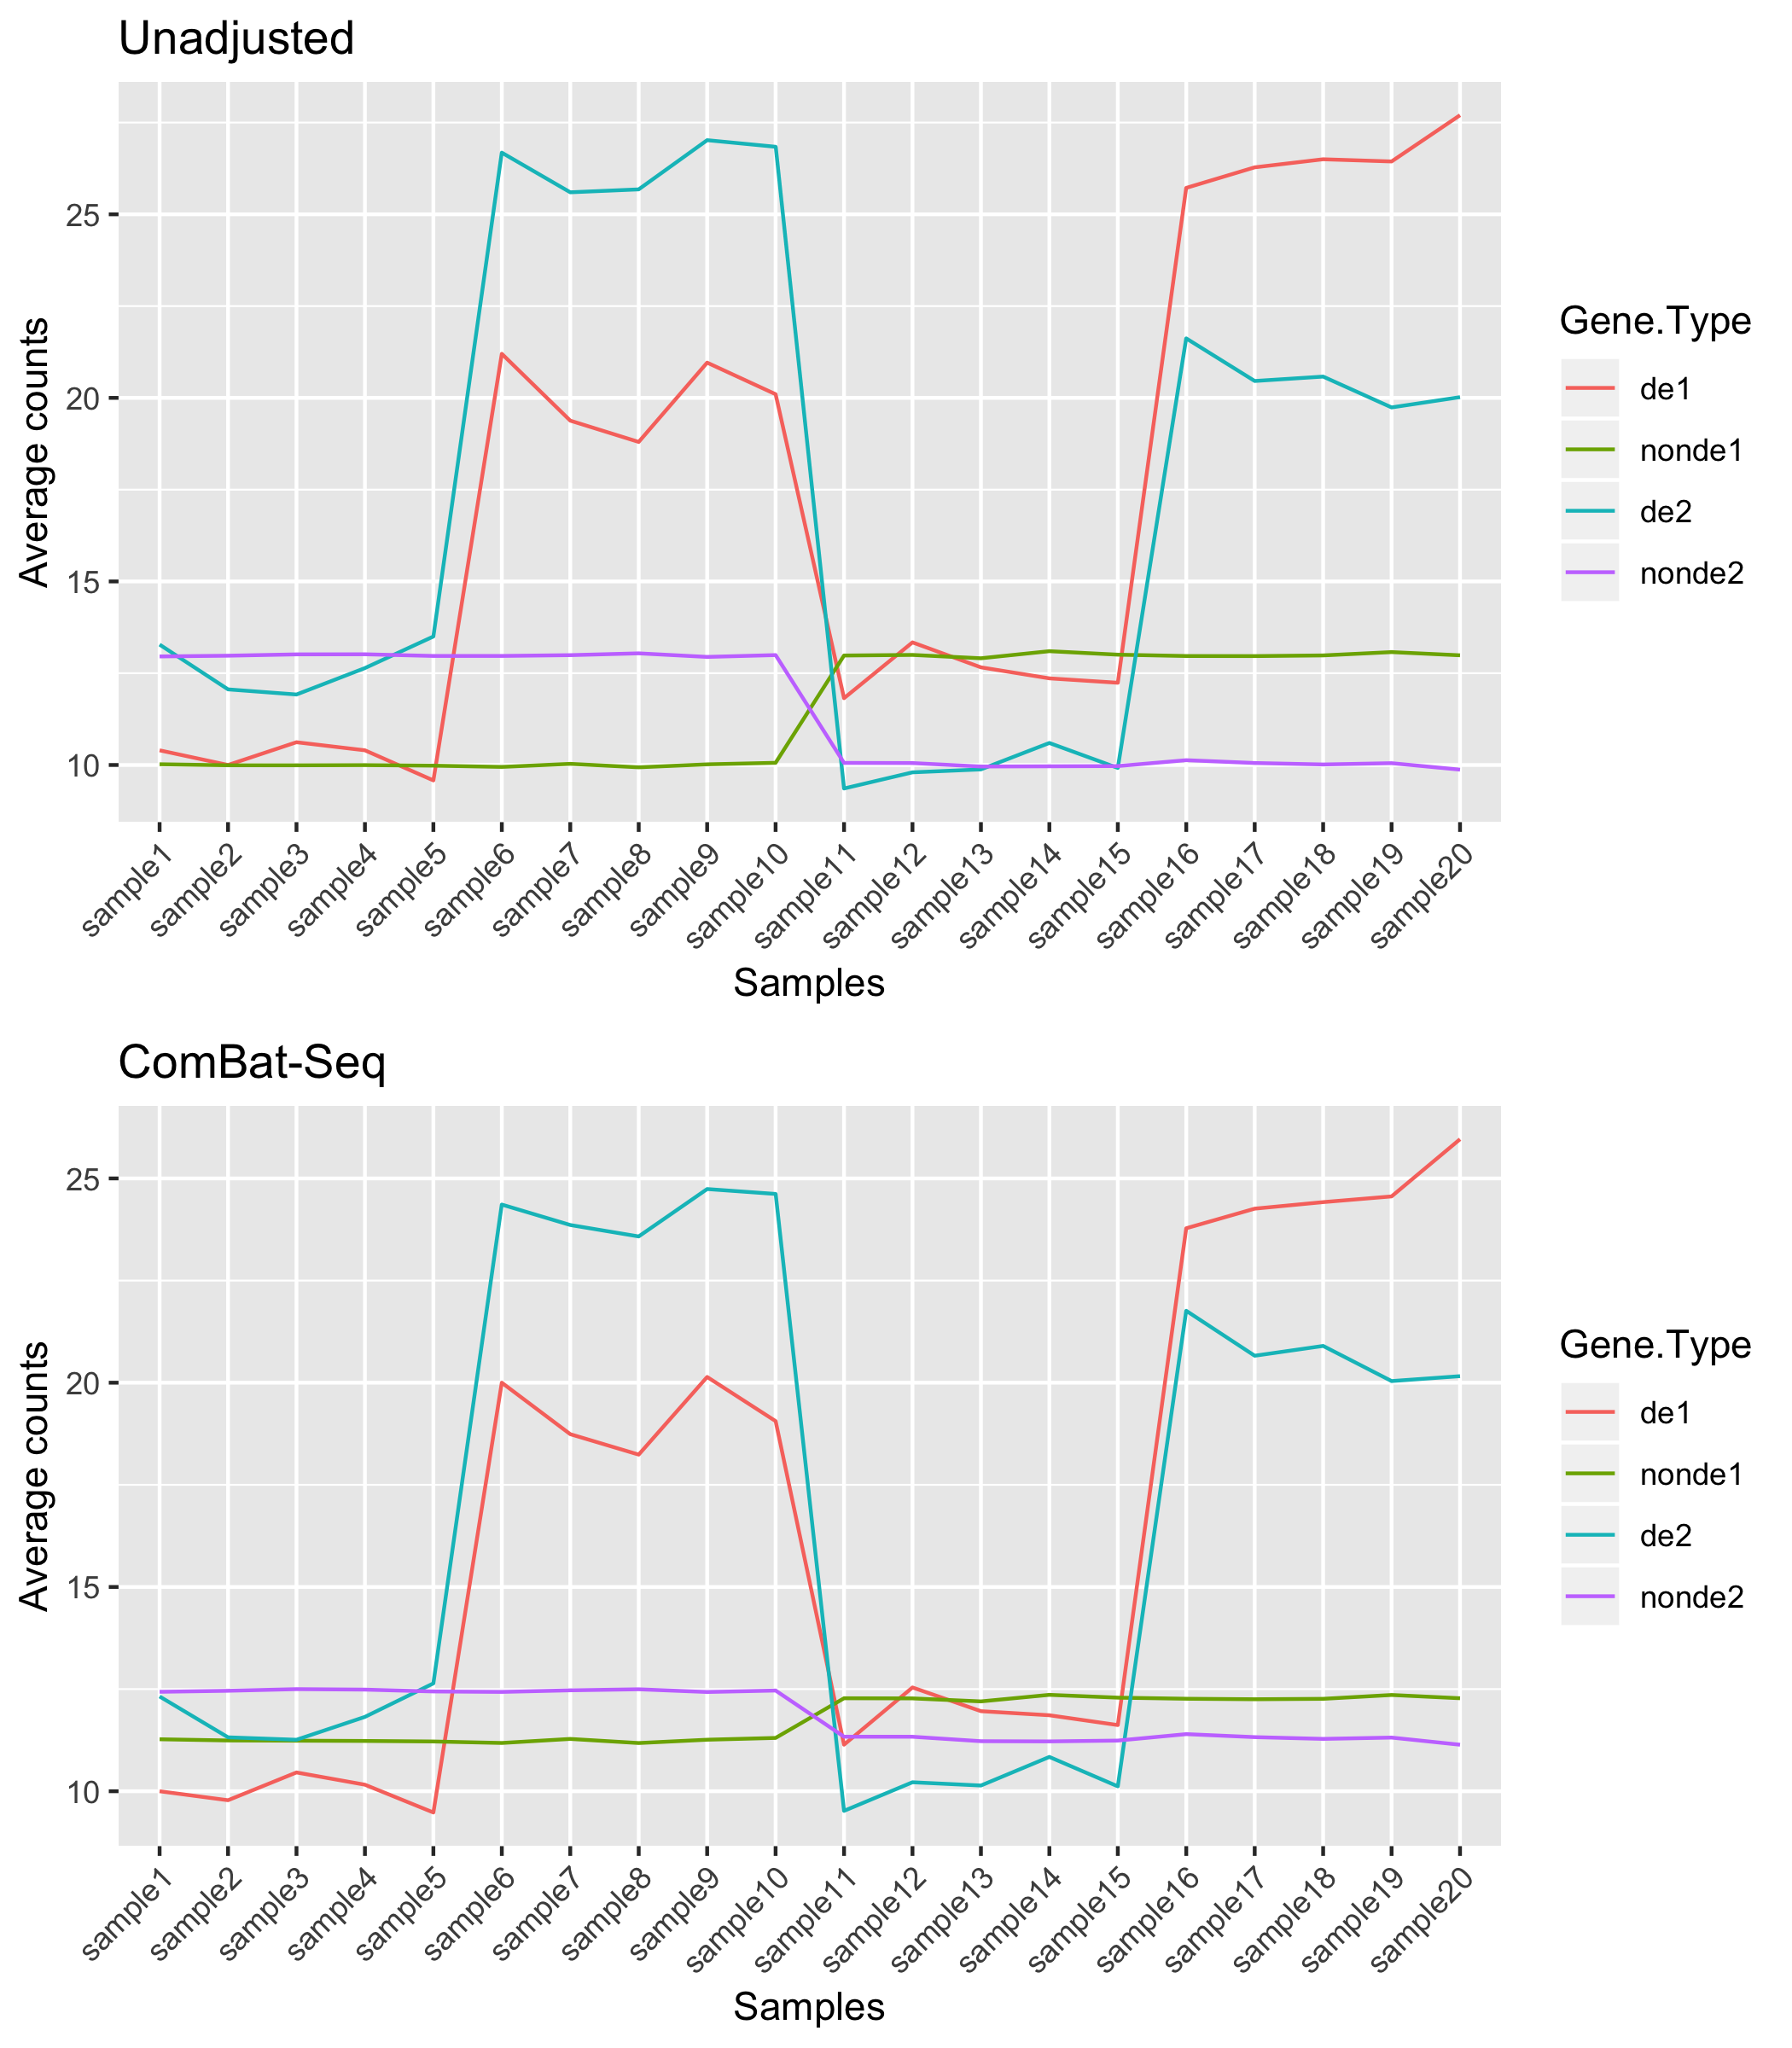 Unadjusted
Average counts
25
20
15
10
sample1
sample2
sample3
sample4
sample5
sample6
sample7
sample8
sample9
sample10
sample11
sample12
sample13
sample14
sample15
sample16
sample17
sample18
sample19
sample20
Samples
Gene.Type
de1
nonde1
de2
nonde2
ComBat-Seq
Average counts
25
20
15
10
sample1
sample2
sample3
sample4
sample5
sample6
sample7
sample8
sample9
sample10
sample11
sample12
sample13
sample14
sample15
sample16
sample17
sample18
sample19
sample20
Samples
Gene.Type
de1
nonde1
de2
nonde2